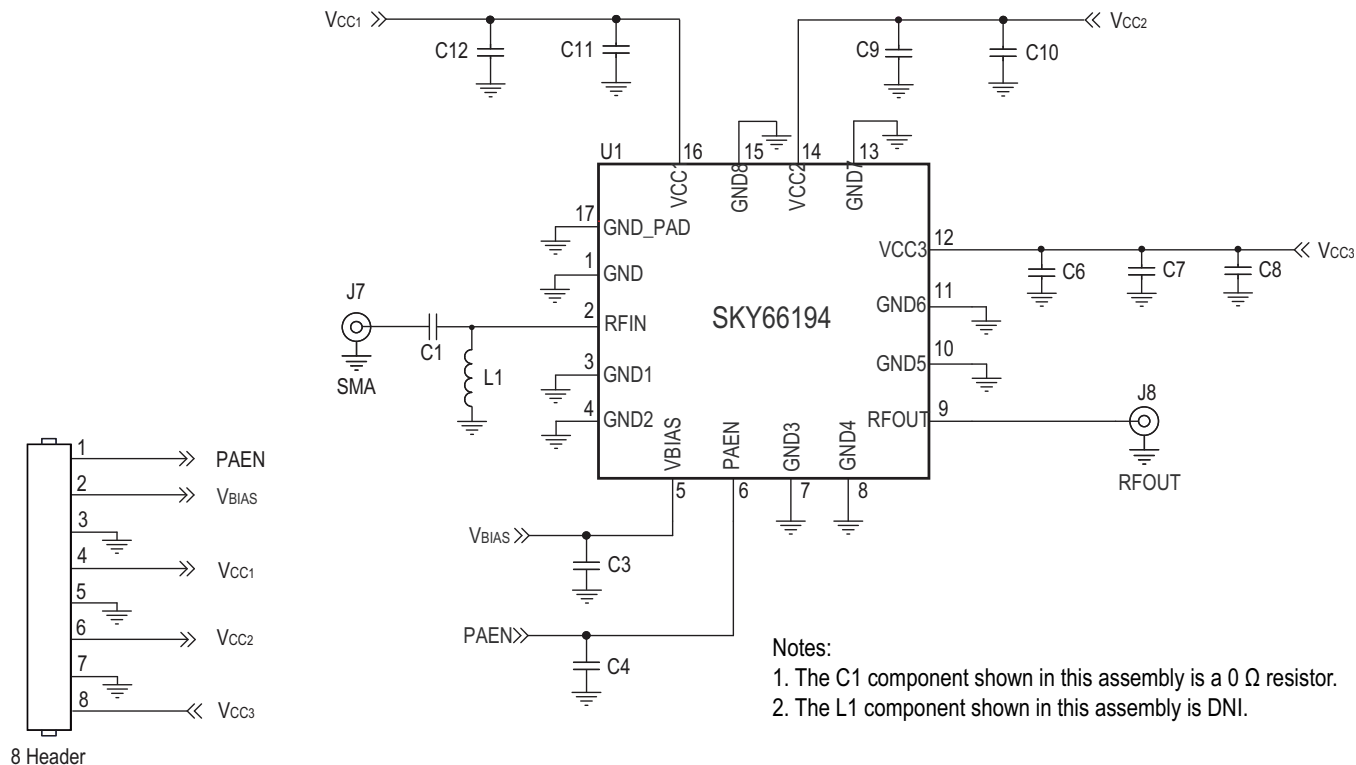 VCC1
VCC2
C12
C11
C9
C10
U1
16
15
14
13
VCC1
GND8
VCC2
GND7
17
GND_PAD
1
GND
2
RFIN
3
GND1
4
GND2
SKY66194
VCC3
12
GND6
11
GND5
10
RFOUT
9
VCC3
C6
C7
C8
J7
SMA
C1
L1
J8
RFOUT
VBIAS
PAEN
GND3
GND4
5
6
7
8
VBIAS
C3
PAEN
C4
1
PAEN
2
VBIAS
3
4
VCC1
5
6
VCC2
7
8
VCC3
8 Header
Notes:
1. The C1 component shown in this assembly is a 0 Ω resistor.
2. The L1 component shown in this assembly is DNI.